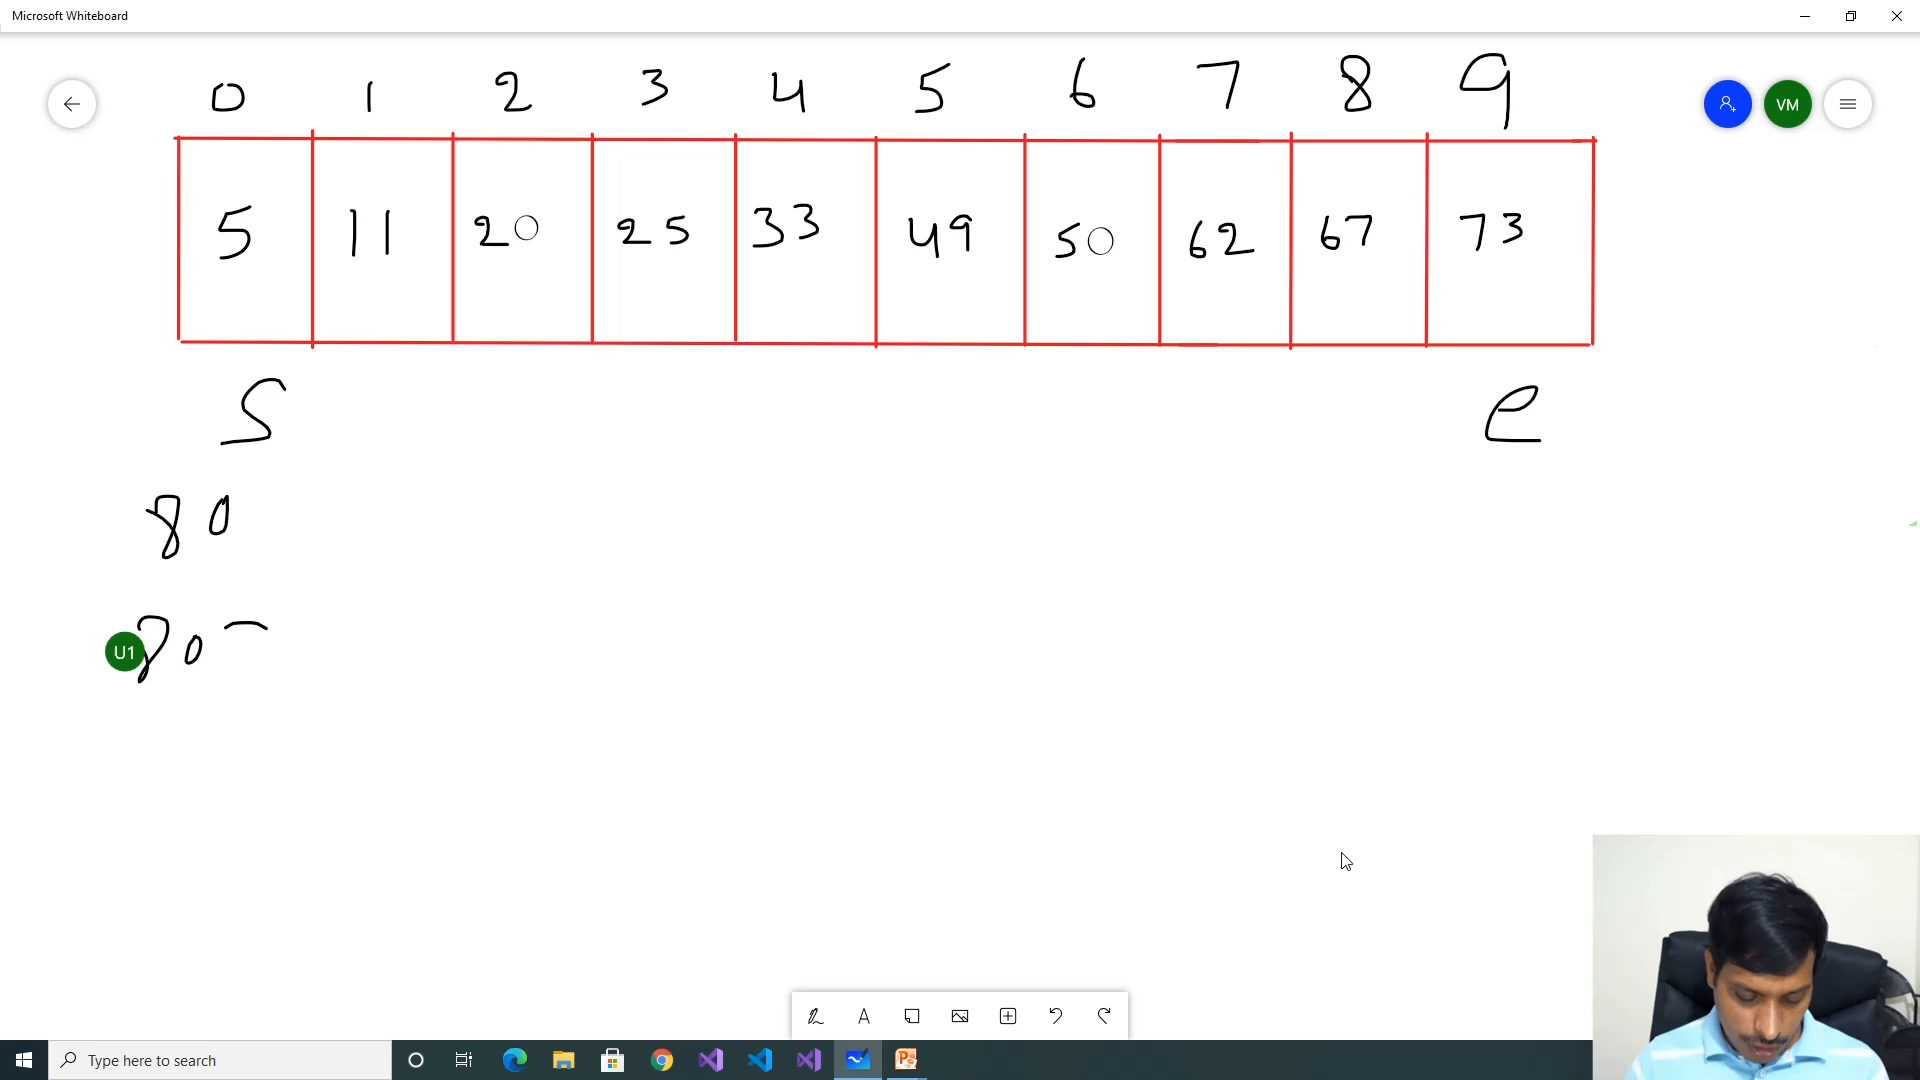 Microsoft Whiteboard
0 1 2 3 4 5 6 7 8 9
VM
5 11 20 25 33 49 50 62 67 73
S e
80
U1 80 -
A
Type here to search